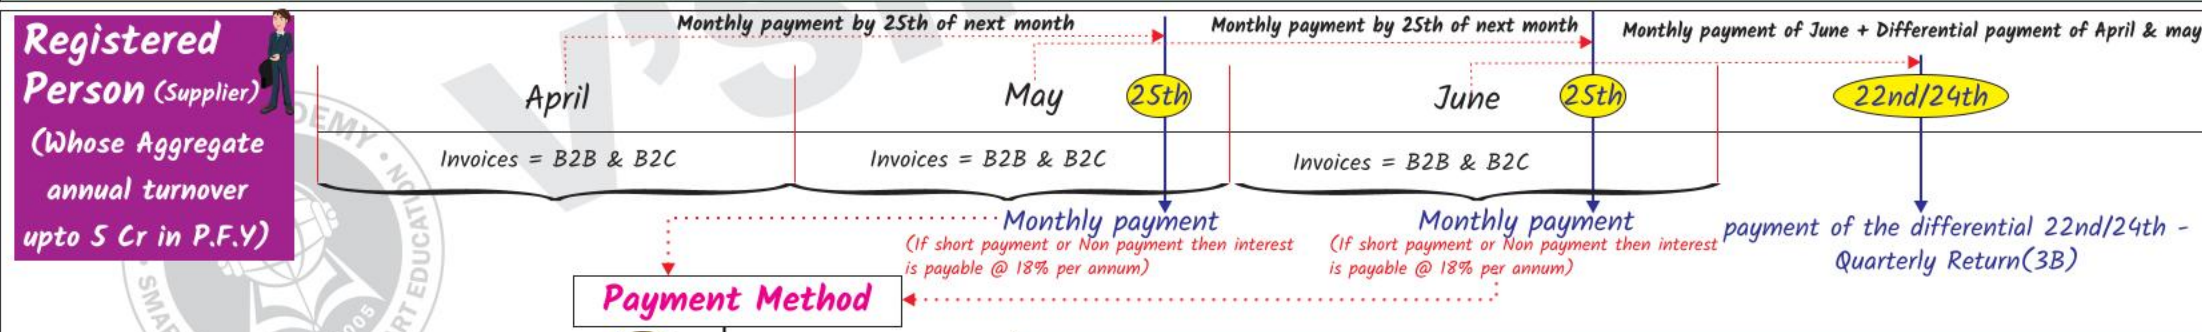 Registered
Person (Supplier)
(Whose Aggregate
annual turnover
upto 5 Cr in P.F.Y)
Monthly payment by 25th of next month
Monthly payment by 25th of next month
Monthly payment of June + Differential payment of April & may
April
May
25th
June
25th
22nd/24th
Invoices = B2B & B2C
Invoices = B2B & B2C
Invoices = B2B & B2C
Monthly payment
(If short payment or Non payment then interest
is payable @ 18% per annum)
Monthly payment
(If short payment or Non payment then interest
is payable @ 18% per annum)
payment of the differential 22nd/24th -
Quarterly Return(3B)
Payment Method